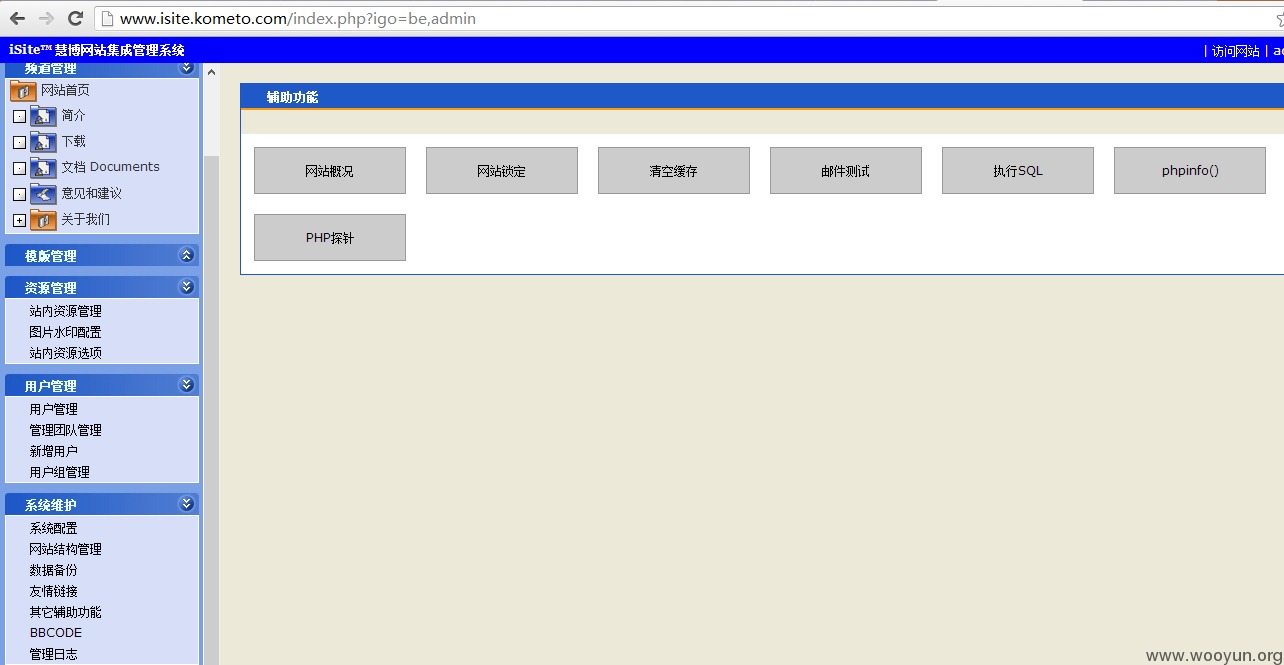 www.isite.kometo.com/index.php?igo=be,admin
iSite™ 慧博网站集成管理系统
| 访问网站 |
频道管理
网站首页
简介
下载
文档 Documents
意见和建议
关于我们
模版管理
资源管理
站内资源管理
图片水印配置
站内资源选项
用户管理
用户管理
管理团队管理
新增用户
用户组管理
系统维护
系统配置
网站结构管理
数据备份
友情链接
其它辅助功能
BBCODE
管理日志
辅助功能
网站概况
网站锁定
清空缓存
邮件测试
执行SQL
phpinfo()
PHP探针
www.wooyun.org